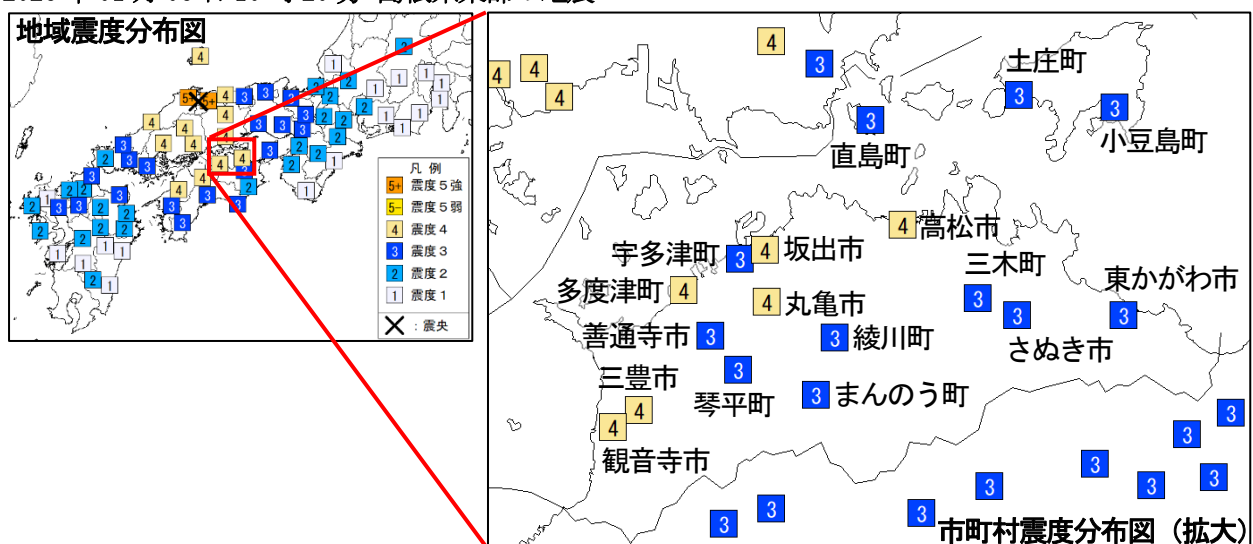 地域震度分布図
凡 例
5+ 震度５強
5- 震度５弱
4 震度４
3 震度３
2 震度２
1 震度１
：震央
土庄町
小豆島町
直島町
高松市
宇多津町
坂出市
三木町
多度津町
丸亀市
東かがわ市
善通寺市
綾川町
さぬき市
三豊市
琴平町
まんのう町
観音寺市
市町村震度分布図（拡大）